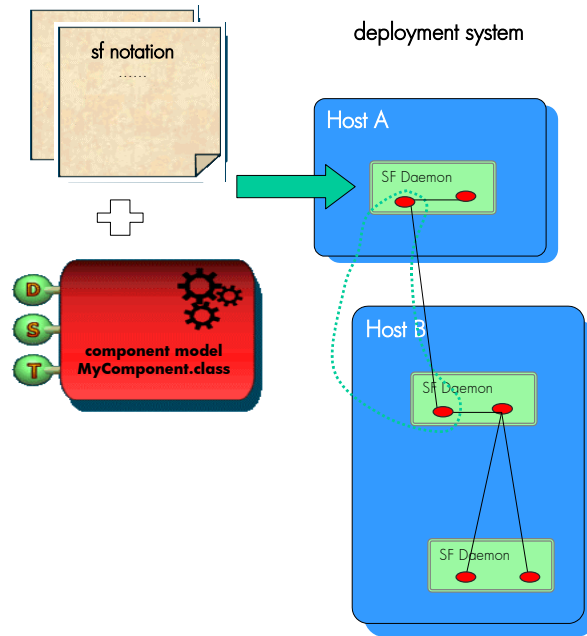 sf notation
......
deployment system
Host A
SF Daemon
D
S
T
component model
MyComponent.class
Host B
SF Daemon
SF Daemon